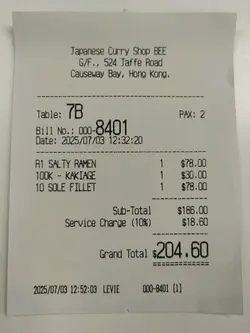 Japanese Curry Shop BEE
G/F., 524 Jaffe Road
Causeway Bay, Hong Kong.
Table: 7B PAX: 2
Bill No.: 000-8401
Date: 2025/07/03 12:32:20
R1 SALTY RAMEN 1 $78.00
100K - KAKIAGE 1 $30.00
10 SOLE FILLET 1 $78.00
Sub-Total $186.00
Service Charge (10%) $18.60
Grand Total $204.60
2025/07/03 12:52:03 LEVIE 000-8401 [1]